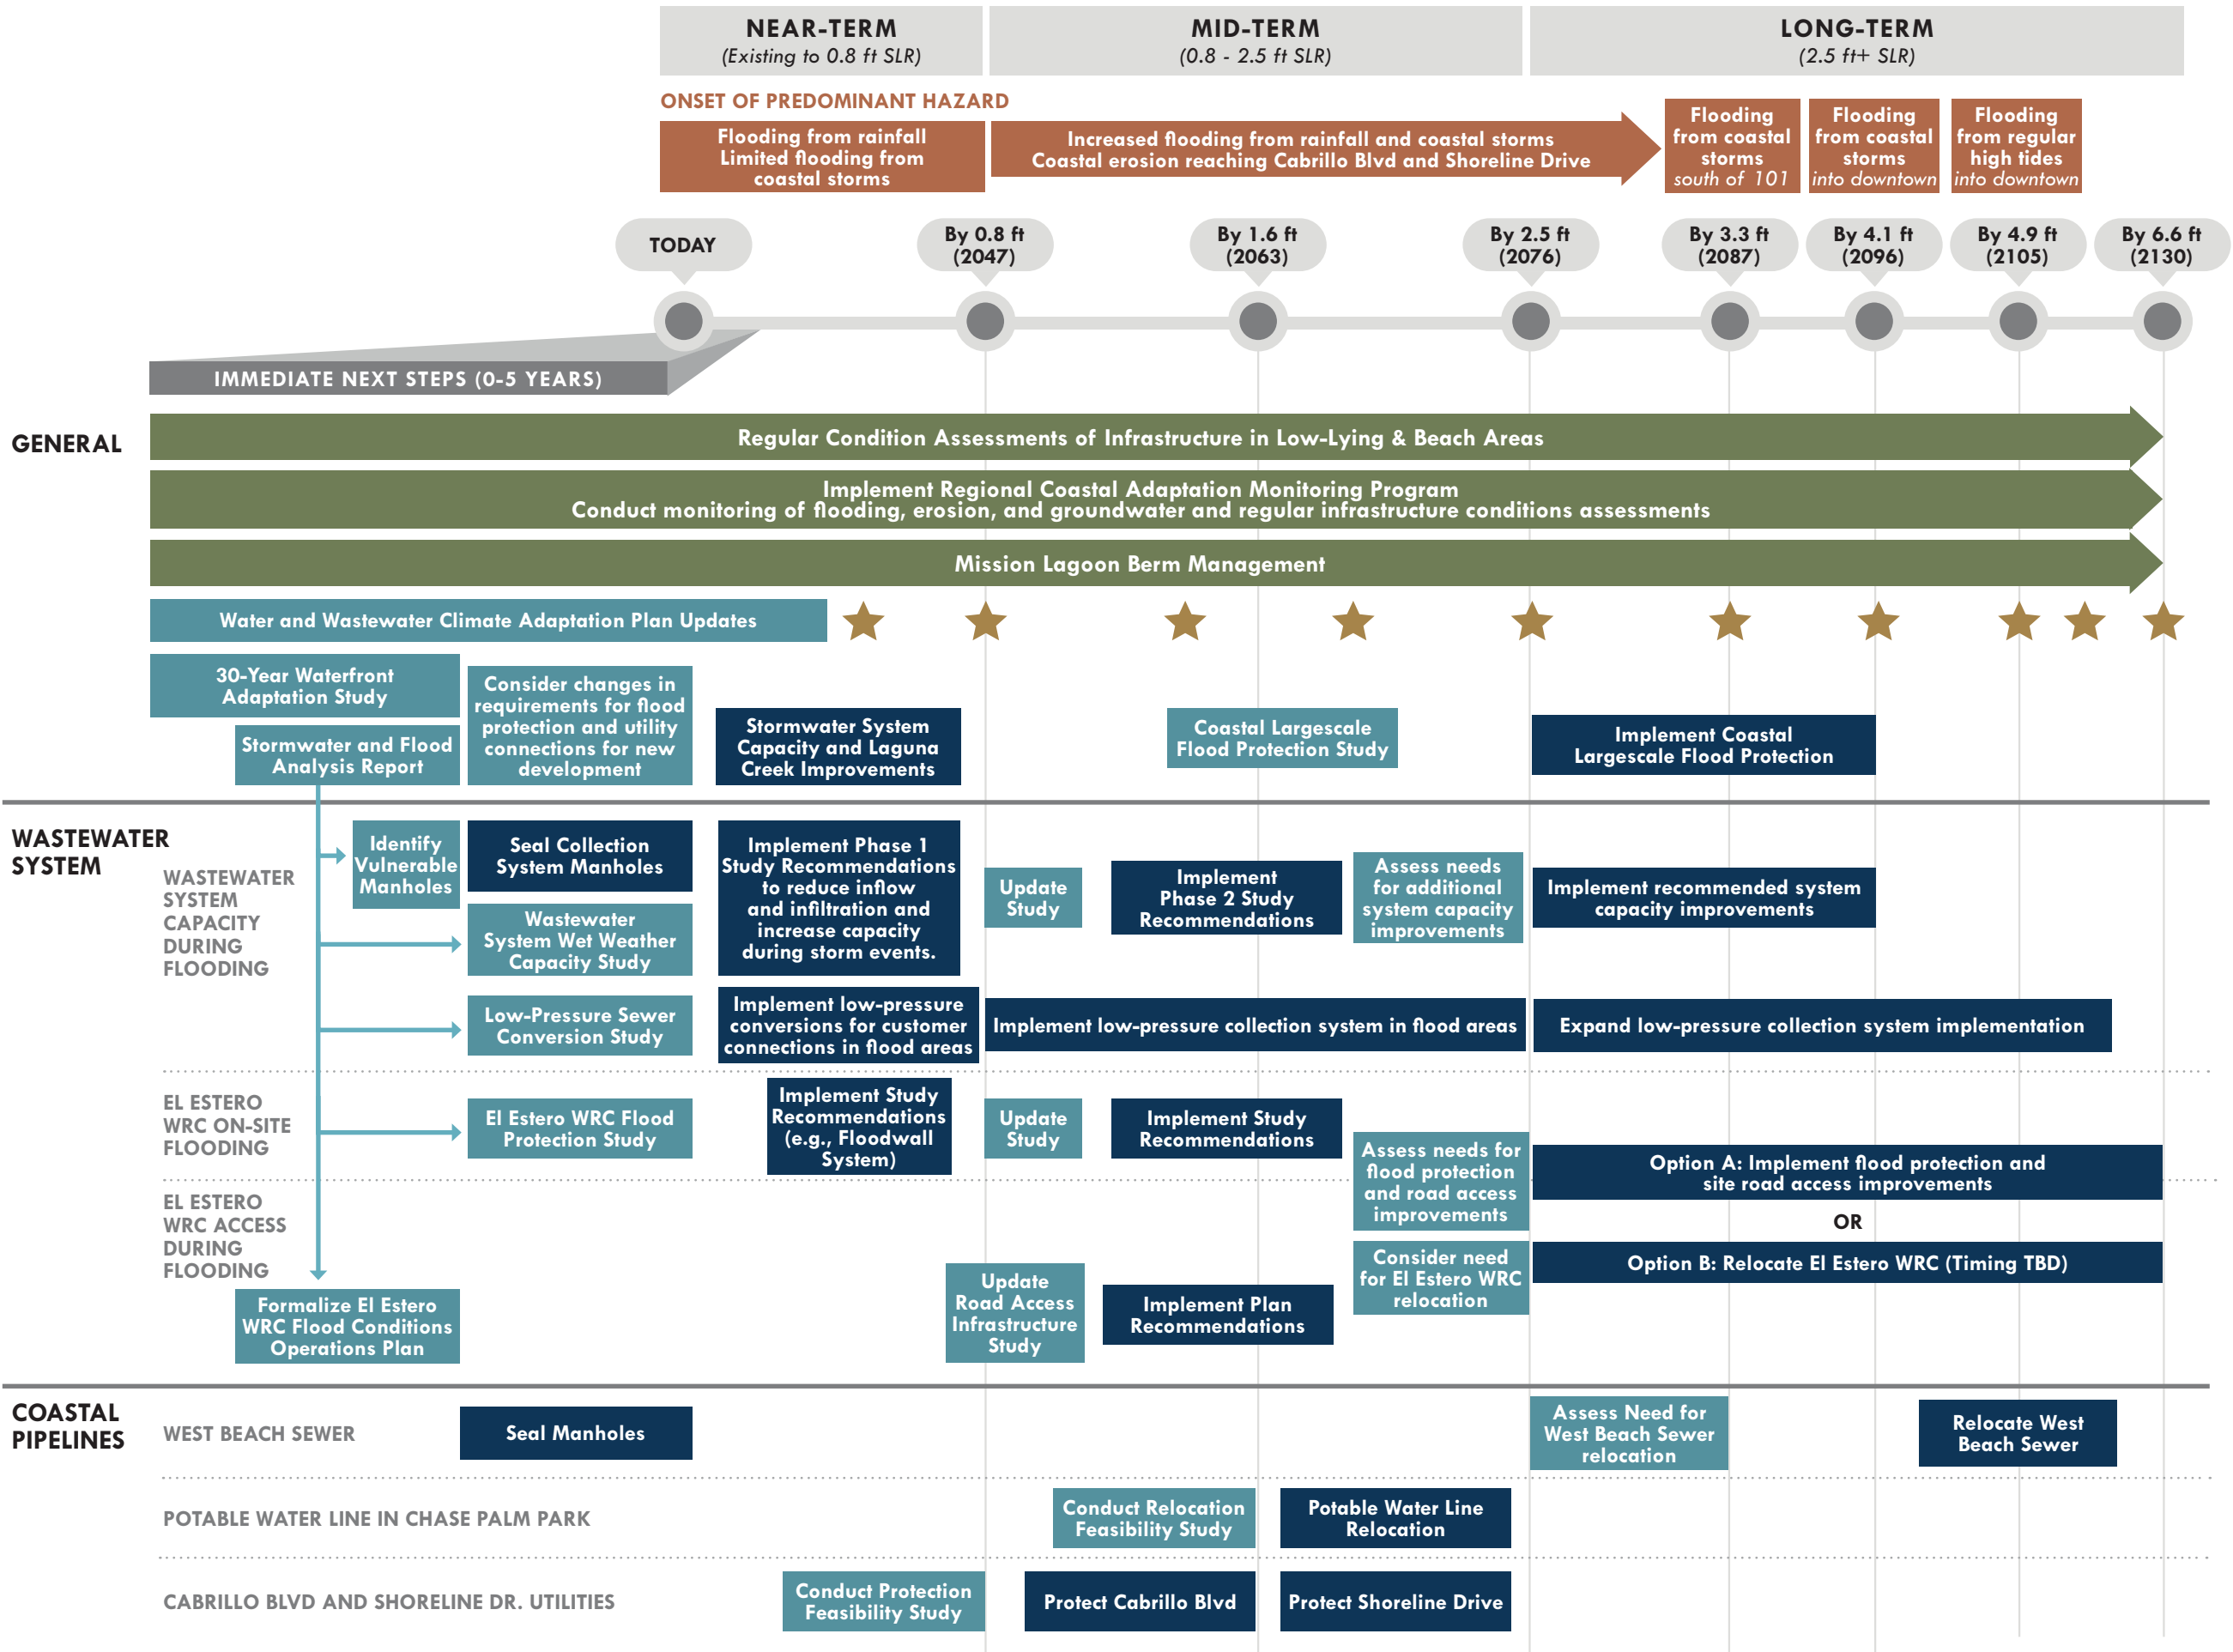 NEAR-TERM
(Existing to 0.8 ft SLR)
MID-TERM
(0.8 - 2.5 ft SLR)
LONG-TERM
(2.5 ft+ SLR)
ONSET OF PREDOMINANT HAZARD
Flooding from rainfall
Limited flooding from
coastal storms
Increased flooding from rainfall and coastal storms
Coastal erosion reaching Cabrillo Blvd and Shoreline Drive
Flooding
from coastal
storms
south of 101
Flooding
from coastal
storms
into downtown
Flooding
from regular
high tides
into downtown
TODAY
By 0.8 ft
(2047)
By 1.6 ft
(2063)
By 2.5 ft
(2076)
By 3.3 ft
(2087)
By 4.1 ft
(2096)
By 4.9 ft
(2105)
By 6.6 ft
(2130)
IMMEDIATE NEXT STEPS (0-5 YEARS)
GENERAL
Regular Condition Assessments of Infrastructure in Low-Lying & Beach Areas
Implement Regional Coastal Adaptation Monitoring Program
Conduct monitoring of flooding, erosion, and groundwater and regular infrastructure conditions assessments
Mission Lagoon Berm Management
Water and Wastewater Climate Adaptation Plan Updates
30-Year Waterfront
Adaptation Study
Stormwater and Flood
Analysis Report
Consider changes in
requirements for flood
protection and utility
connections for new
development
Stormwater System
Capacity and Laguna
Creek Improvements
Coastal Largescale
Flood Protection Study
Implement Coastal
Largescale Flood Protection
WASTEWATER
SYSTEM
WASTEWATER
SYSTEM
CAPACITY
DURING
FLOODING
Identify
Vulnerable
Manholes
Seal Collection
System Manholes
Wastewater
System Wet Weather
Capacity Study
Implement Phase 1
Study Recommendations
to reduce inflow
and infiltration and
increase capacity
during storm events.
Update
Study
Implement
Phase 2 Study
Recommendations
Assess needs
for additional
system capacity
improvements
Implement recommended system
capacity improvements
Low-Pressure Sewer
Conversion Study
Implement low-pressure
conversions for customer
connections in flood areas
Implement low-pressure collection system in flood areas
Expand low-pressure collection system implementation
EL ESTERO
WRC ON-SITE
FLOODING
El Estero WRC Flood
Protection Study
Implement Study
Recommendations
(e.g., Floodwall
System)
Update
Study
Implement Study
Recommendations
Assess needs for
flood protection
and road access
improvements
Option A: Implement flood protection and
site road access improvements
OR
EL ESTERO
WRC ACCESS
DURING
FLOODING
Formalize El Estero
WRC Flood Conditions
Operations Plan
Update
Road Access
Infrastructure
Study
Implement Plan
Recommendations
Consider need
for El Estero WRC
relocation
Option B: Relocate El Estero WRC (Timing TBD)
COASTAL
PIPELINES
WEST BEACH SEWER
Seal Manholes
Assess Need for
West Beach Sewer
relocation
Relocate West
Beach Sewer
POTABLE WATER LINE IN CHASE PALM PARK
Conduct Relocation
Feasibility Study
Potable Water Line
Relocation
CABRILLO BLVD AND SHORELINE DR. UTILITIES
Conduct Protection
Feasibility Study
Protect Cabrillo Blvd
Protect Shoreline Drive